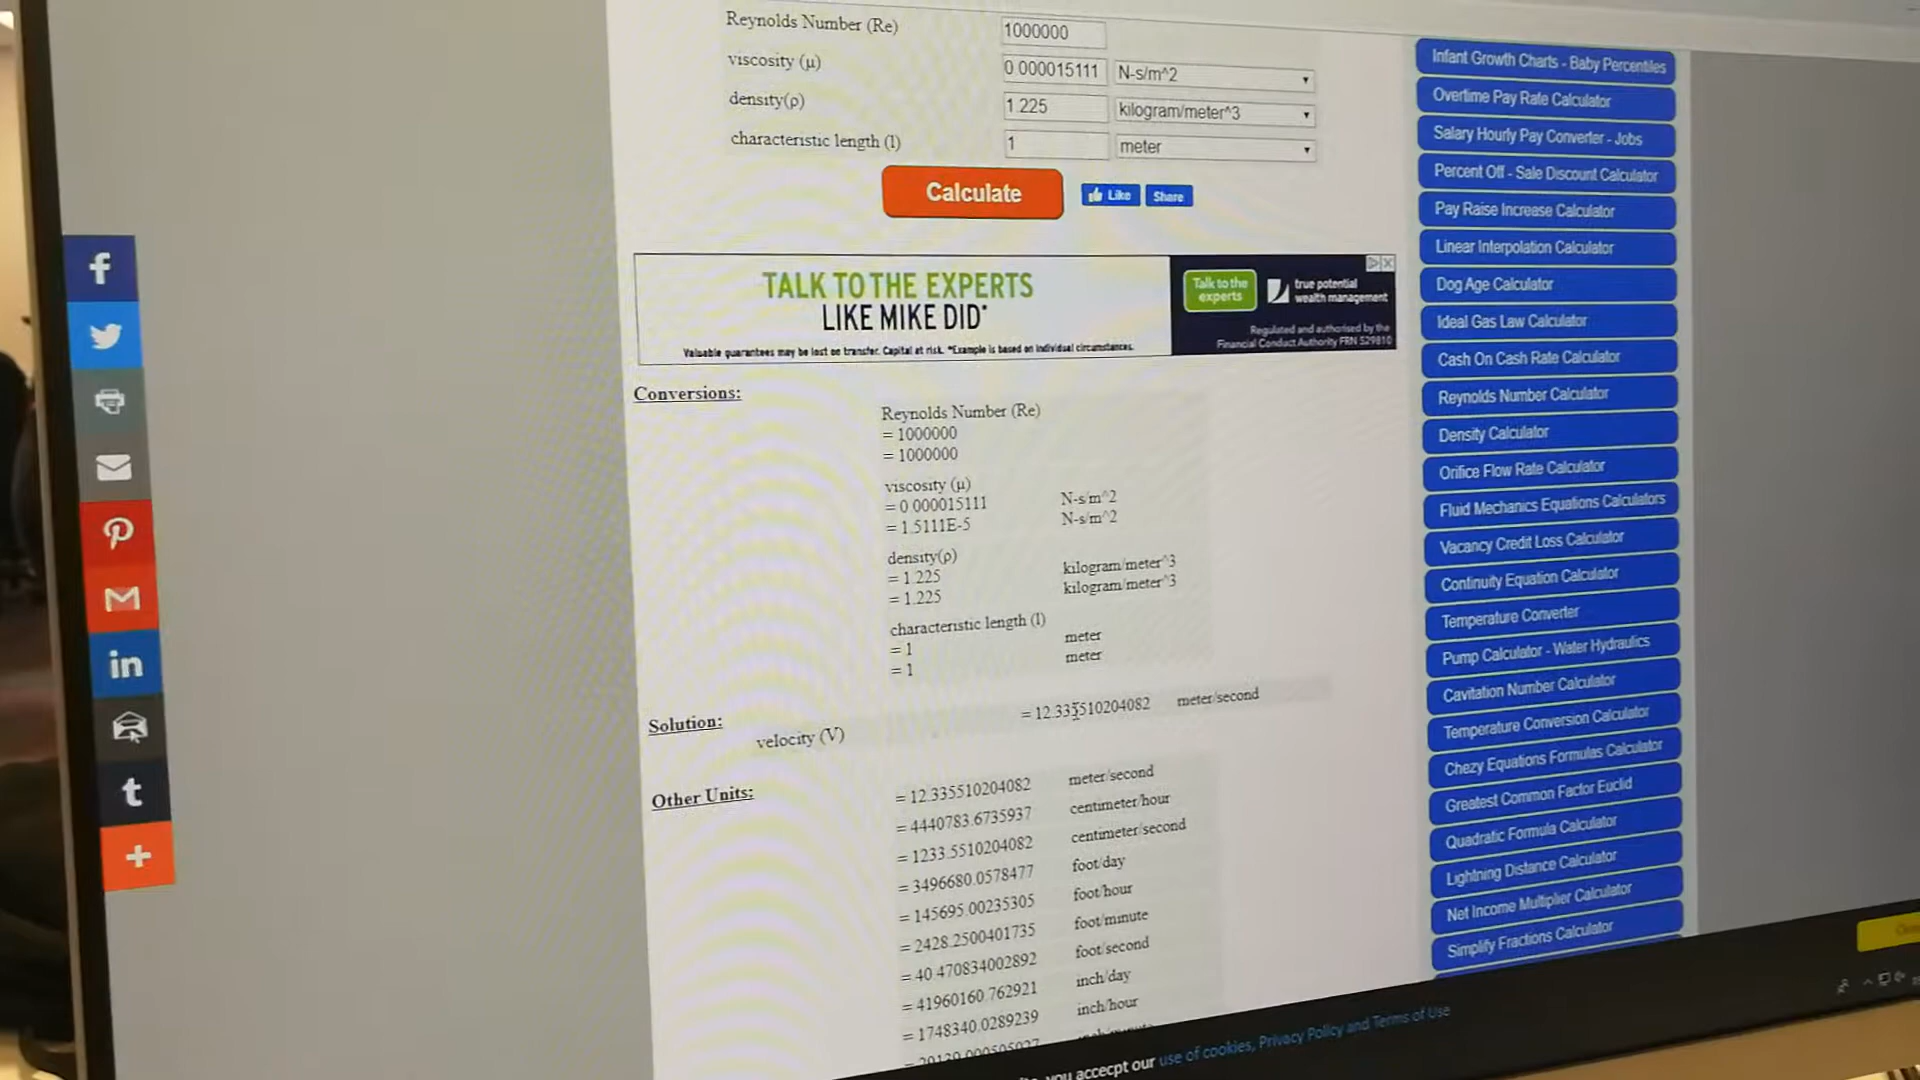 Reynolds Number (Re) 1000000
viscosity (μ) 0.000015111 N-s/m^2
density(ρ) 1.225 kilogram/meter^3
characteristic length (l) 1 meter
Calculate Like Share
TALK TO THE EXPERTS
LIKE MIKE DID*
Valuable guarantees may be lost on transfer. Capital at risk. *Example is based on individual circumstances.
Talk to the
experts
true potential
wealth management
Regulated and authorised by the
Financial Conduct Authority FRN 529810
Conversions:
Reynolds Number (Re)
= 1000000
= 1000000
viscosity (μ)
= 0.000015111 N-s/m^2
= 1.5111E-5 N-s/m^2
density(ρ)
= 1.225 kilogram/meter^3
= 1.225 kilogram/meter^3
characteristic length (l)
= 1 meter
= 1 meter
Solution:
velocity (V) = 12.335510204082 meter/second
Other Units:
= 12.335510204082 meter/second
= 4440783.6735937 centimeter/hour
= 1233.5510204082 centimeter/second
= 3496680.0578477 foot/day
= 145695.00235305 foot/hour
= 2428.2500401735 foot/minute
= 40.470834002892 foot/second
= 41960160.762921 inch/day
= 1748340.0289239 inch/hour
Infant Growth Charts - Baby Percentiles
Overtime Pay Rate Calculator
Salary Hourly Pay Converter - Jobs
Percent Off - Sale Discount Calculator
Pay Raise Increase Calculator
Linear Interpolation Calculator
Dog Age Calculator
Ideal Gas Law Calculator
Cash On Cash Rate Calculator
Reynolds Number Calculator
Density Calculator
Orifice Flow Rate Calculator
Fluid Mechanics Equations Calculators
Vacancy Credit Loss Calculator
Continuity Equation Calculator
Temperature Converter
Pump Calculator - Water Hydraulics
Cavitation Number Calculator
Temperature Conversion Calculator
Chezy Equations Formulas Calculator
Greatest Common Factor Euclid
Quadratic Formula Calculator
Lightning Distance Calculator
Net Income Multiplier Calculator
Simplify Fractions Calculator
you accecpt our use of cookies, Privacy Policy and Terms of Use